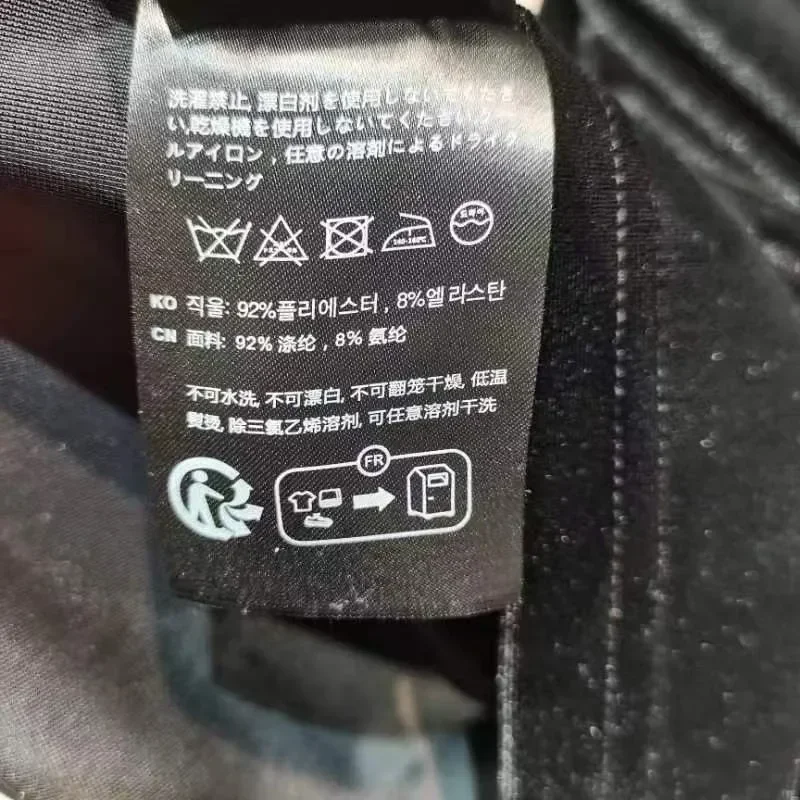 洗濯禁止, 漂白剤を使用しないでくださ
い,乾燥機を使用しないでください,クー
ルアイロン，任意の溶剤によるドライク
リーニング
KO 직울: 92%폴리에스터, 8%엘라스탄
CN 面料: 92% 涤纶，8% 氨纶
不可水洗, 不可漂白, 不可翻笼干燥, 低温
熨烫, 除三氯乙烯溶剂, 可任意溶剂干洗
FR